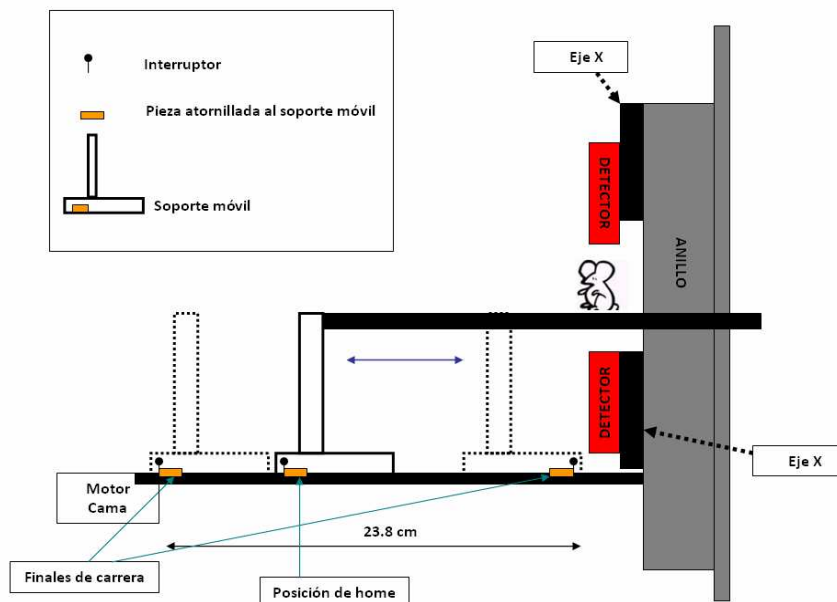 Interruptor
Pieza atornillada al soporte móvil
Soporte móvil
Eje X
DETECTOR
ANILLO
DETECTOR
Eje X
Motor
Cama
23.8 cm
Finales de carrera
Posición de home